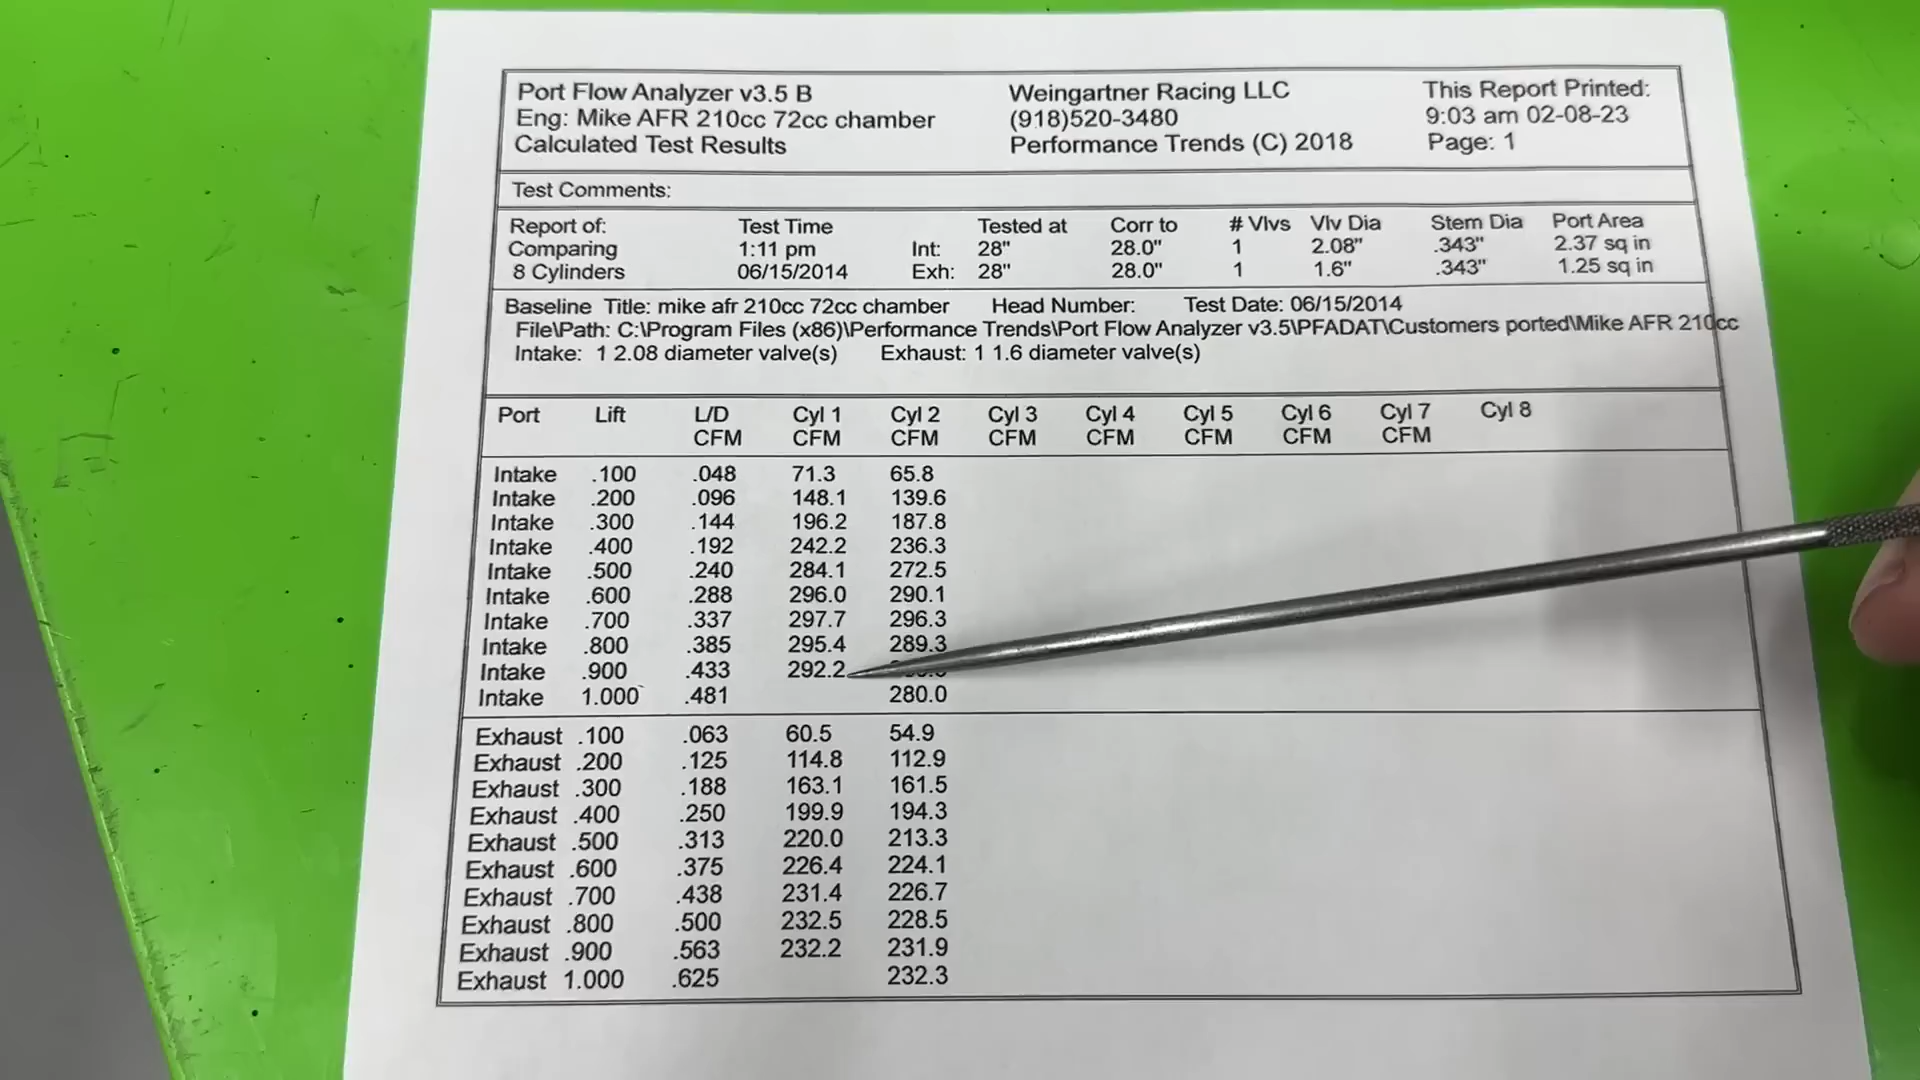 Port Flow Analyzer v3.5 B Weingartner Racing LLC This Report Printed:
Eng: Mike AFR 210cc 72cc chamber (918)520-3480 9:03 am 02-08-23
Calculated Test Results Performance Trends (C) 2018 Page: 1
Test Comments:
Report of: Test Time Tested at Corr to # Vlvs Vlv Dia Stem Dia Port Area
Comparing 1:11 pm Int: 28" 28.0" 1 2.08" .343" 2.37 sq in
8 Cylinders 06/15/2014 Exh: 28" 28.0" 1 1.6" .343" 1.25 sq in
Baseline Title: mike afr 210cc 72cc chamber Head Number: Test Date: 06/15/2014
File\Path: C:\Program Files (x86)\Performance Trends\Port Flow Analyzer v3.5\PFADAT\Customers ported\Mike AFR 210cc
Intake: 1 2.08 diameter valve(s) Exhaust: 1 1.6 diameter valve(s)
Port Lift L/D Cyl 1 Cyl 2 Cyl 3 Cyl 4 Cyl 5 Cyl 6 Cyl 7 Cyl 8
CFM CFM CFM CFM CFM CFM CFM CFM
Intake .100 .048 71.3 65.8
Intake .200 .096 148.1 139.6
Intake .300 .144 196.2 187.8
Intake .400 .192 242.2 236.3
Intake .500 .240 284.1 272.5
Intake .600 .288 296.0 290.1
Intake .700 .337 297.7 296.3
Intake .800 .385 295.4 289.3
Intake .900 .433 292.2
Intake 1.000 .481 280.0
Exhaust .100 .063 60.5 54.9
Exhaust .200 .125 114.8 112.9
Exhaust .300 .188 163.1 161.5
Exhaust .400 .250 199.9 194.3
Exhaust .500 .313 220.0 213.3
Exhaust .600 .375 226.4 224.1
Exhaust .700 .438 231.4 226.7
Exhaust .800 .500 232.5 228.5
Exhaust .900 .563 232.2 231.9
Exhaust 1.000 .625 232.3